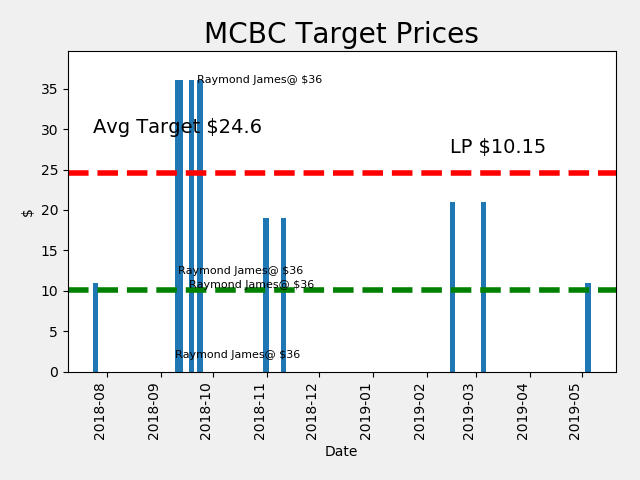 MCBC Target Prices
Raymond James@ $36
Avg Target $24.6
LP $10.15
Raymond James@ $36
Raymond James@ $36
Raymond James@ $36
$
35
30
25
20
15
10
5
0
2018-08
2018-09
2018-10
2018-11
2018-12
2019-01
2019-02
2019-03
2019-04
2019-05
Date